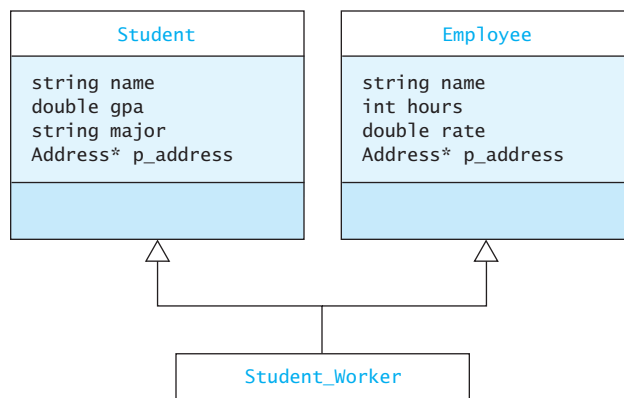 Student
string name
double gpa
string major
Address* p_address
Employee
string name
int hours
double rate
Address* p_address
Student_Worker